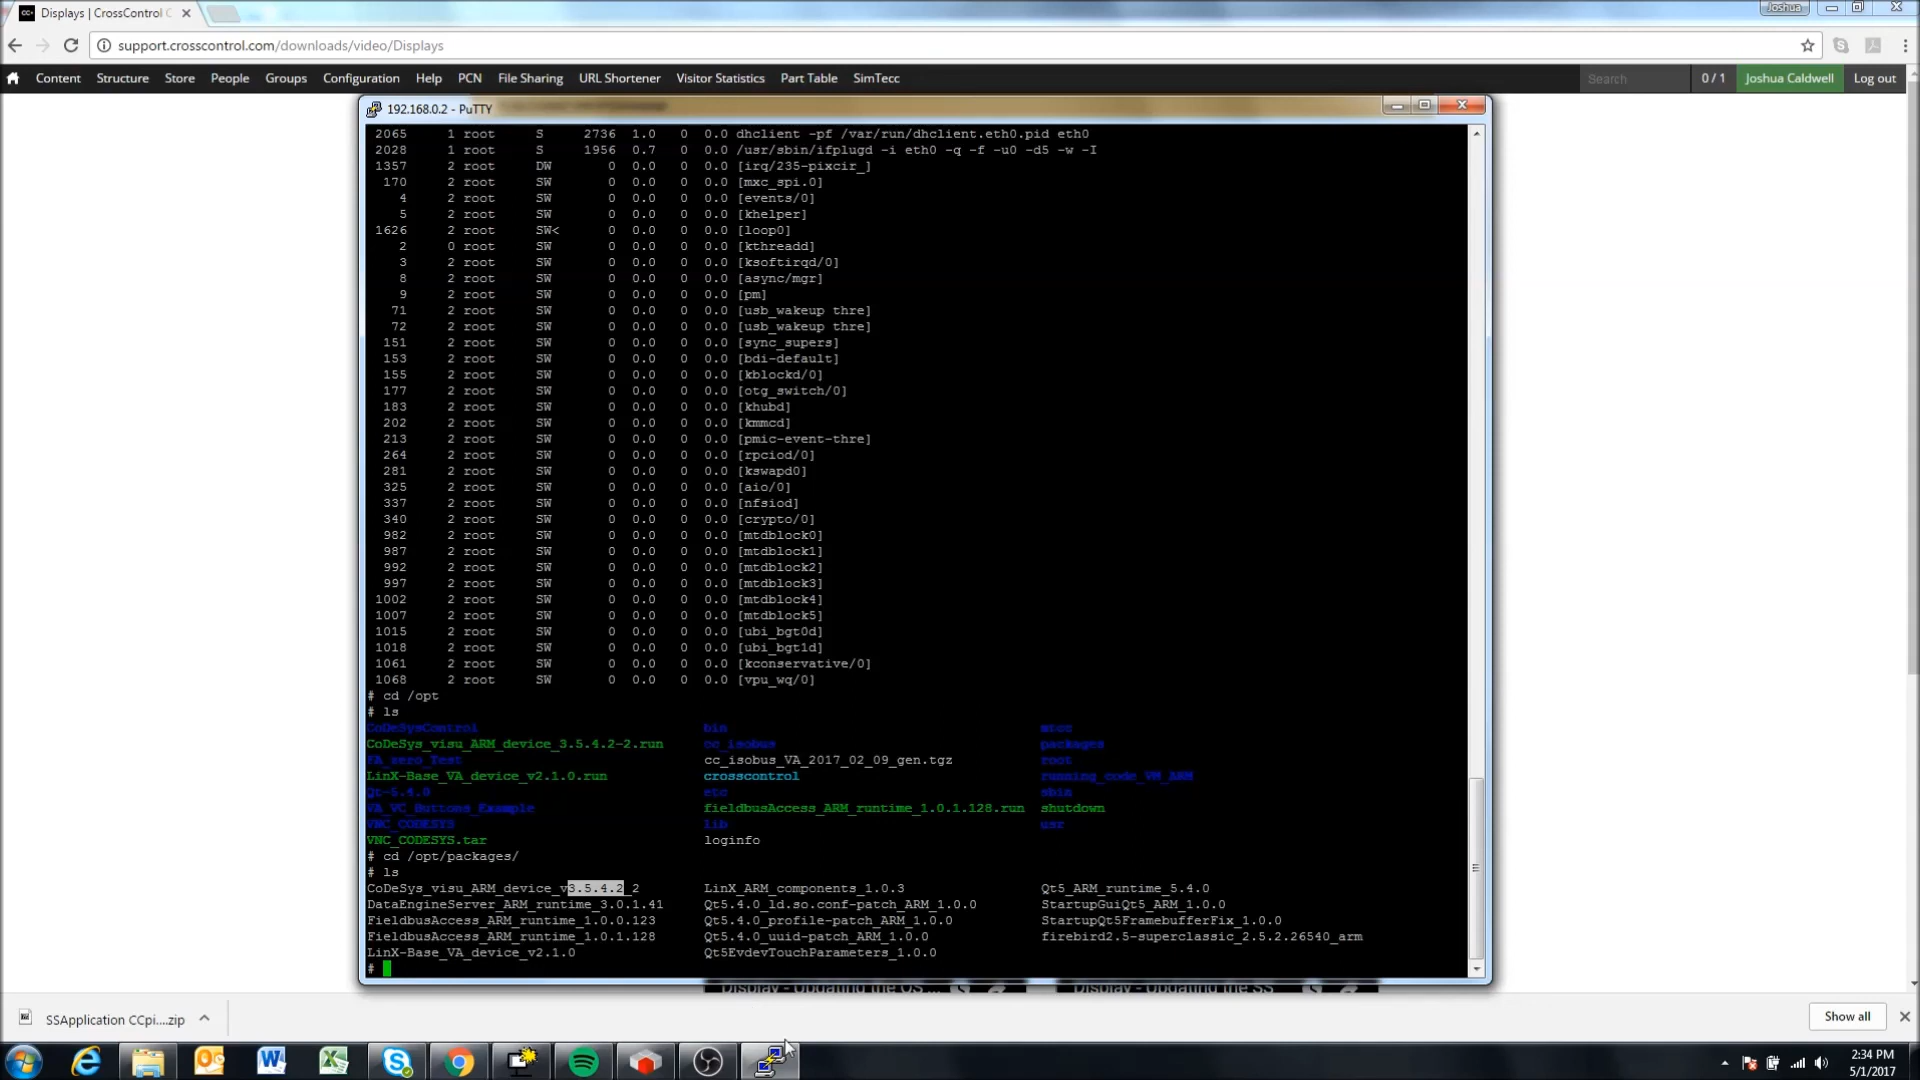 Displays | CrossControl C
Joshua
support.crosscontrol.com/downloads/video/Displays
Content Structure Store People Groups Configuration Help PCN File Sharing URL Shortener Visitor Statistics Part Table SimTecc Search 0 / 1 Joshua Caldwell Log out
192.168.0.2 - PuTTY
2065 1 root S 2736 1.0 0 0.0 dhclient -pf /var/run/dhclient.eth0.pid eth0
2028 1 root S 1956 0.7 0 0.0 /usr/sbin/ifplugd -i eth0 -q -f -u0 -d5 -w -I
1357 2 root DW 0 0.0 0 0.0 [irq/235-pixcir_]
170 2 root SW 0 0.0 0 0.0 [mxc_spi.0]
4 2 root SW 0 0.0 0 0.0 [events/0]
5 2 root SW 0 0.0 0 0.0 [khelper]
1626 2 root SW< 0 0.0 0 0.0 [loop0]
2 0 root SW 0 0.0 0 0.0 [kthreadd]
3 2 root SW 0 0.0 0 0.0 [ksoftirqd/0]
8 2 root SW 0 0.0 0 0.0 [async/mgr]
9 2 root SW 0 0.0 0 0.0 [pm]
71 2 root SW 0 0.0 0 0.0 [usb_wakeup thre]
72 2 root SW 0 0.0 0 0.0 [usb_wakeup thre]
151 2 root SW 0 0.0 0 0.0 [sync_supers]
153 2 root SW 0 0.0 0 0.0 [bdi-default]
155 2 root SW 0 0.0 0 0.0 [kblockd/0]
177 2 root SW 0 0.0 0 0.0 [otg_switch/0]
183 2 root SW 0 0.0 0 0.0 [khubd]
202 2 root SW 0 0.0 0 0.0 [kmmcd]
213 2 root SW 0 0.0 0 0.0 [pmic-event-thre]
264 2 root SW 0 0.0 0 0.0 [rpciod/0]
281 2 root SW 0 0.0 0 0.0 [kswapd0]
325 2 root SW 0 0.0 0 0.0 [aio/0]
337 2 root SW 0 0.0 0 0.0 [nfsiod]
340 2 root SW 0 0.0 0 0.0 [crypto/0]
982 2 root SW 0 0.0 0 0.0 [mtdblock0]
987 2 root SW 0 0.0 0 0.0 [mtdblock1]
992 2 root SW 0 0.0 0 0.0 [mtdblock2]
997 2 root SW 0 0.0 0 0.0 [mtdblock3]
1002 2 root SW 0 0.0 0 0.0 [mtdblock4]
1007 2 root SW 0 0.0 0 0.0 [mtdblock5]
1015 2 root SW 0 0.0 0 0.0 [ubi_bgt0d]
1018 2 root SW 0 0.0 0 0.0 [ubi_bgt1d]
1061 2 root SW 0 0.0 0 0.0 [kconservative/0]
1068 2 root SW 0 0.0 0 0.0 [vpu_wq/0]
# cd /opt
# ls
CoDeSysControl bin mtcc
CoDeSys_visu_ARM_device_3.5.4.2-2.run cc_isobus packages
FA_zero_Test cc_isobus_VA_2017_02_09_gen.tgz root
LinX-Base_VA_device_v2.1.0.run crosscontrol running_code_VM_ARM
Qt-5.4.0 etc sbin
VA_VC_Buttons_Example fieldbusAccess_ARM_runtime_1.0.1.128.run shutdown
VNC_CODESYS lib usr
VNC_CODESYS.tar loginfo
# cd /opt/packages/
# ls
CoDeSys_visu_ARM_device_v3.5.4.2_2 LinX_ARM_components_1.0.3 Qt5_ARM_runtime_5.4.0
DataEngineServer_ARM_runtime_3.0.1.41 Qt5.4.0_ld.so.conf-patch_ARM_1.0.0 StartupGuiQt5_ARM_1.0.0
FieldbusAccess_ARM_runtime_1.0.0.123 Qt5.4.0_profile-patch_ARM_1.0.0 StartupQt5FramebufferFix_1.0.0
FieldbusAccess_ARM_runtime_1.0.1.128 Qt5.4.0_uuid-patch_ARM_1.0.0 firebird2.5-superclassic_2.5.2.26540_arm
LinX-Base_VA_device_v2.1.0 Qt5EvdevTouchParameters_1.0.0
#
Display - Updating the OS ... Display - Updating the SS
SSApplication CCpi....zip Show all
2:34 PM
5/1/2017